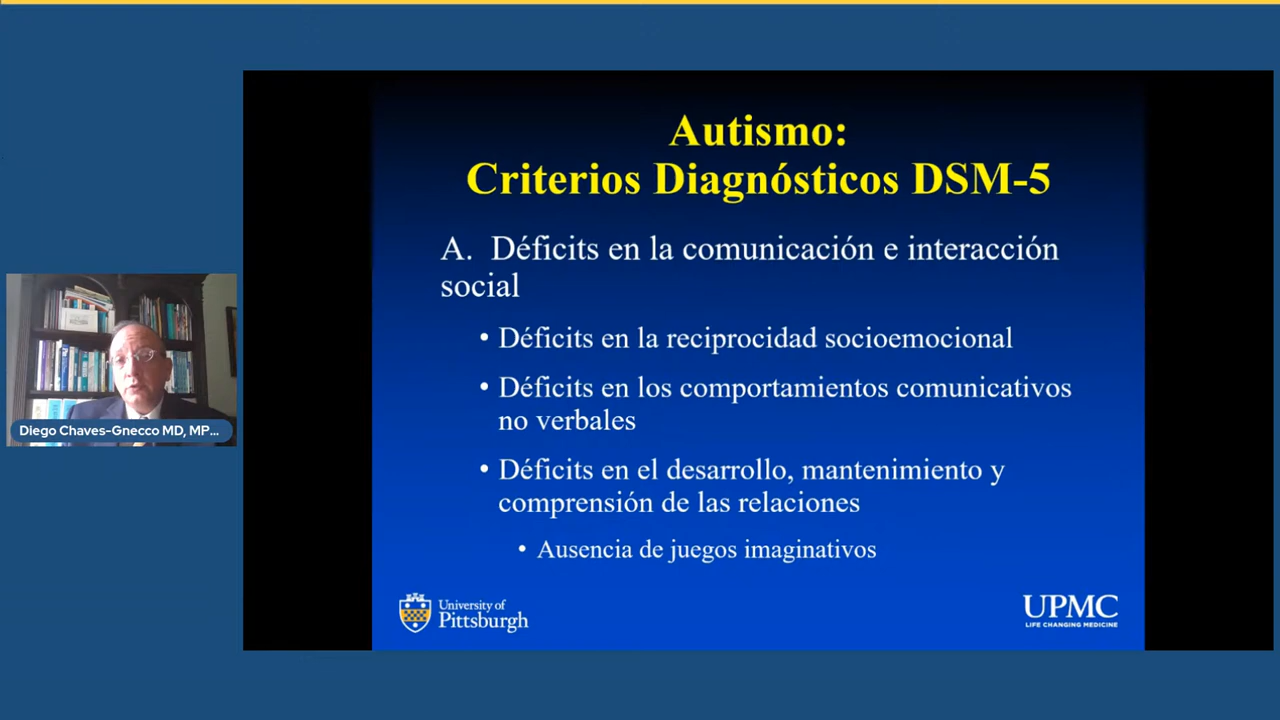 Autismo:
Criterios Diagnósticos DSM-5
A. Déficits en la comunicación e interacción
social
• Déficits en la reciprocidad socioemocional
• Déficits en los comportamientos comunicativos
no verbales
• Déficits en el desarrollo, mantenimiento y
comprensión de las relaciones
• Ausencia de juegos imaginativos
Diego Chaves-Gnecco MD, MP...
University of
Pittsburgh
UPMC
LIFE CHANGING MEDICINE